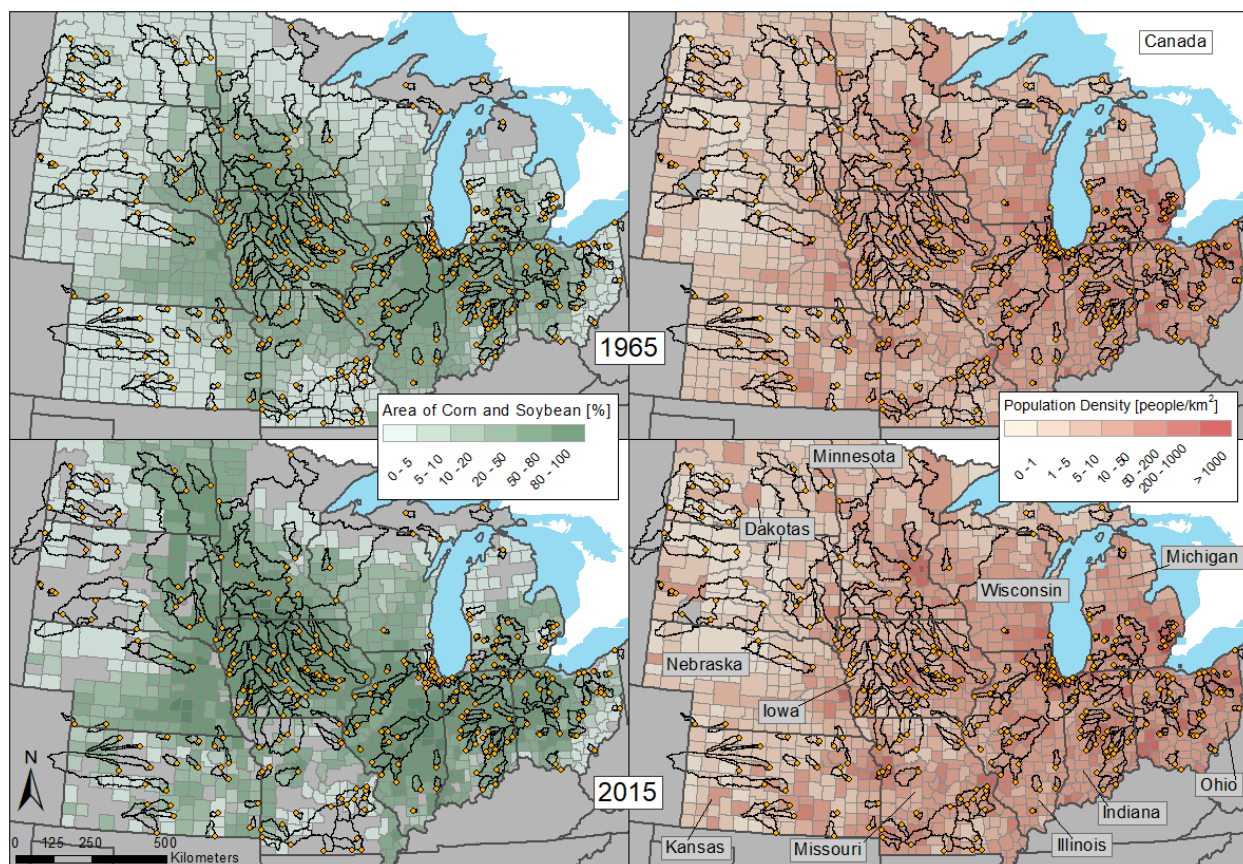 Canada
1965
Area of Corn and Soybean [%]
0 - 5
5 - 10
10 - 20
20 - 50
50 - 80
80 - 100
Population Density [people/km²]
0 - 1
1 - 5
5 - 10
10 - 50
50 - 200
200 - 1000
> 1000
Minnesota
Dakotas
Michigan
Wisconsin
Nebraska
Iowa
N
2015
Ohio
Indiana
Kansas
Missouri
Illinois
0 125 250 500
Kilometers